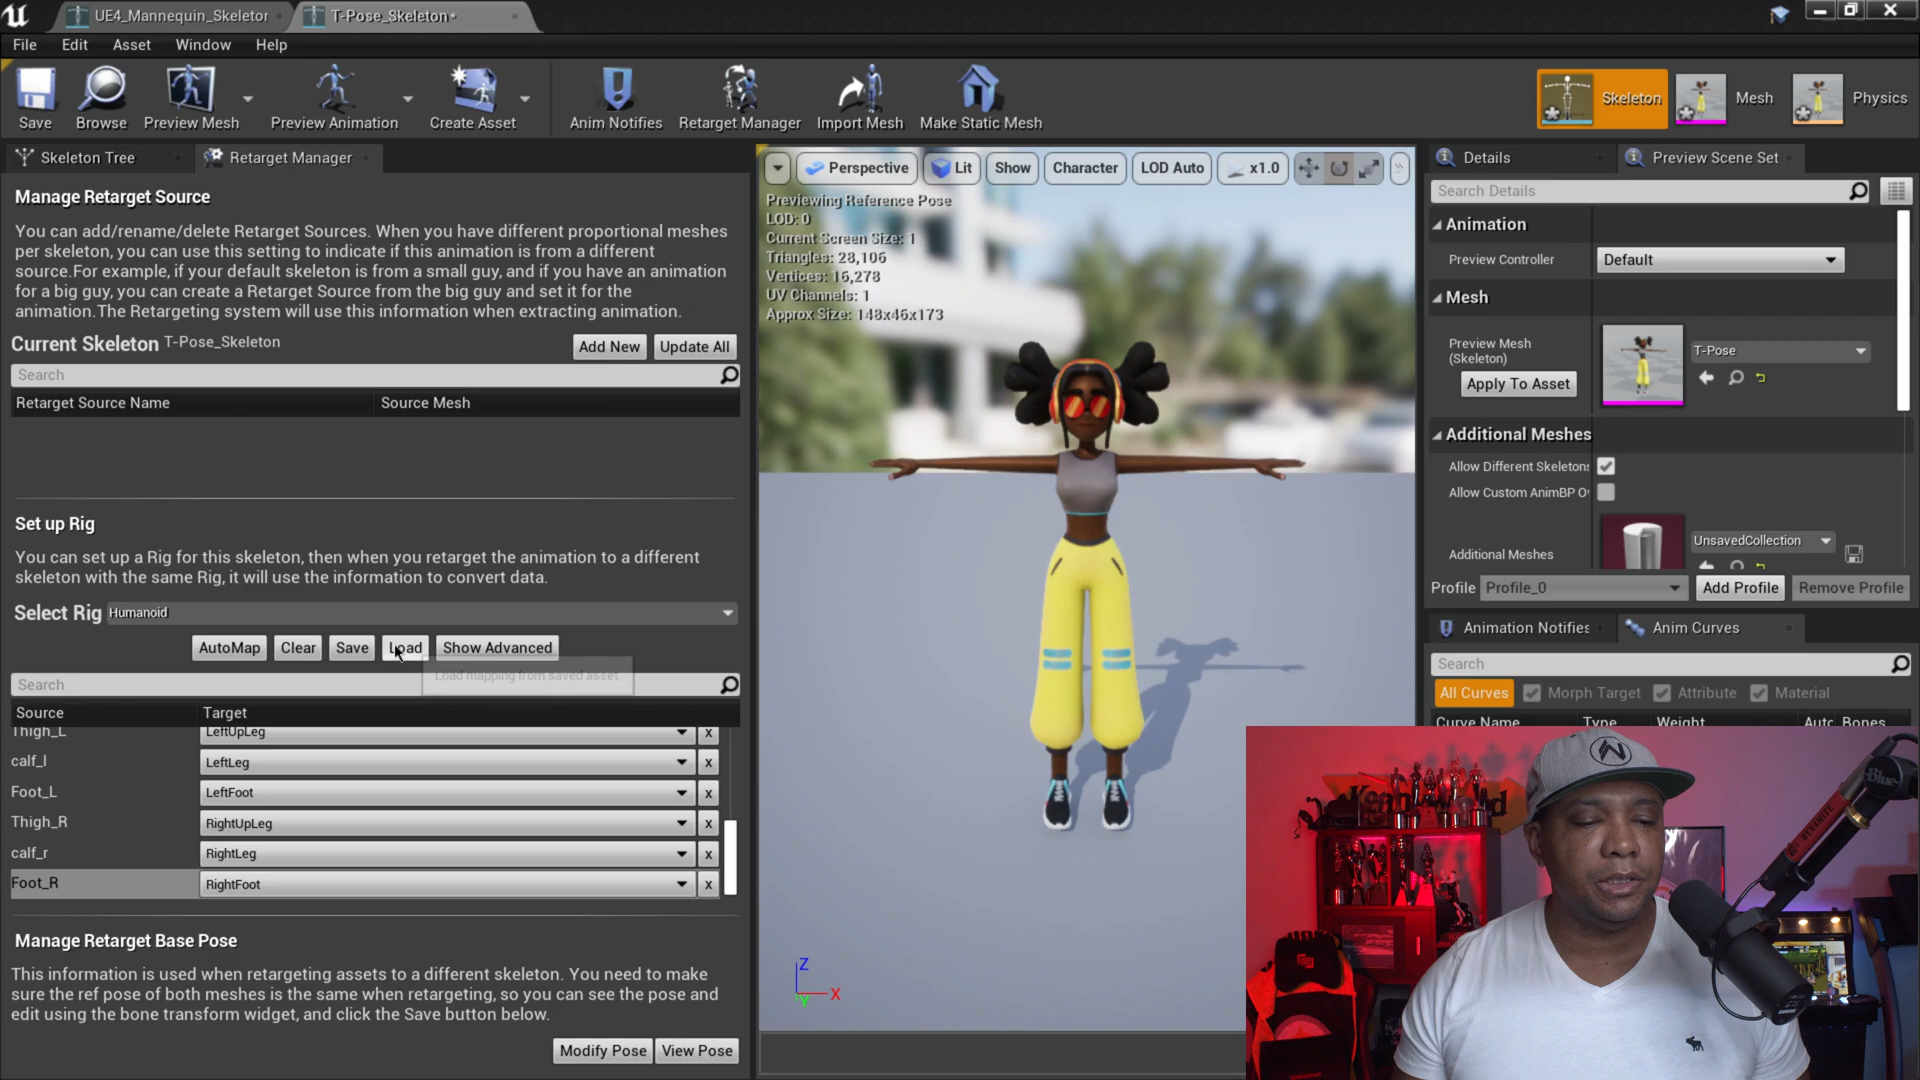 UE4_Mannequin_Skeletor
T-Pose_Skeleton*
File Edit Asset Window Help
Save
Browse
Preview Mesh
Preview Animation
Create Asset
Anim Notifies
Retarget Manager
Import Mesh
Make Static Mesh
Skeleton
Mesh
Physics
Skeleton Tree
Retarget Manager
Manage Retarget Source
You can add/rename/delete Retarget Sources. When you have different proportional meshes
per skeleton, you can use this setting to indicate if this animation is from a different
source.For example, if your default skeleton is from a small guy, and if you have an animation
for a big guy, you can create a Retarget Source from the big guy and set it for the
animation.The Retargeting system will use this information when extracting animation.
Current Skeleton T-Pose_Skeleton
Add New
Update All
Search
Retarget Source Name
Source Mesh
Set up Rig
You can set up a Rig for this skeleton, then when you retarget the animation to a different
skeleton with the same Rig, it will use the information to convert data.
Select Rig Humanoid
AutoMap Clear Save Load Show Advanced
Load mapping from saved asset.
Search
Source Target
Thigh_L LeftUpLeg x
calf_l LeftLeg x
Foot_L LeftFoot x
Thigh_R RightUpLeg x
calf_r RightLeg x
Foot_R RightFoot x
Manage Retarget Base Pose
This information is used when retargeting assets to a different skeleton. You need to make
sure the ref pose of both meshes is the same when retargeting, so you can see the pose and
edit using the bone transform widget, and click the Save button below.
Modify Pose
View Pose
Perspective Lit Show Character LOD Auto x1.0
Previewing Reference Pose
LOD: 0
Current Screen Size: 1
Triangles: 28,106
Vertices: 16,278
UV Channels: 1
Approx Size: 148x46x173
Z
X
Y
Details
Preview Scene Set
Search Details
Animation
Preview Controller
Default
Mesh
Preview Mesh
(Skeleton)
Apply To Asset
T-Pose
Additional Meshes
Allow Different Skeletons
Allow Custom AnimBP O
Additional Meshes
UnsavedCollection
Profile Profile_0 Add Profile Remove Profile
Animation Notifies
Anim Curves
Search
All Curves Morph Target Attribute Material
Curve Name Type Weight Auto Bones
Blue